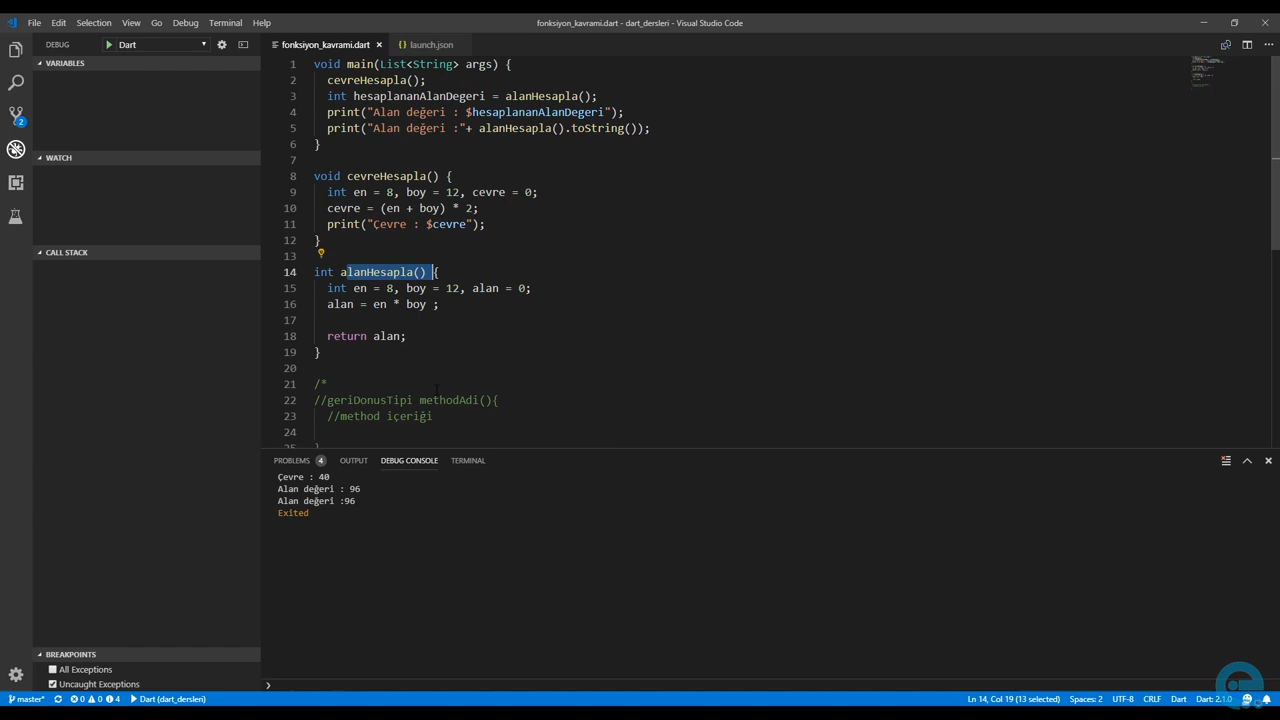 File Edit Selection View Go Debug Terminal Help
fonksiyon_kavrami.dart - dart_dersleri - Visual Studio Code
DEBUG Dart
fonksiyon_kavrami.dart launch.json
VARIABLES
WATCH
CALL STACK
BREAKPOINTS
All Exceptions
Uncaught Exceptions
2
1 void main(List<String> args) {
2 cevreHesapla();
3 int hesaplananAlanDegeri = alanHesapla();
4 print("Alan değeri : $hesaplananAlanDegeri");
5 print("Alan değeri :"+ alanHesapla().toString());
6 }
7
8 void cevreHesapla() {
9 int en = 8, boy = 12, cevre = 0;
10 cevre = (en + boy) * 2;
11 print("Çevre : $cevre");
12 }
13
14 int alanHesapla() {
15 int en = 8, boy = 12, alan = 0;
16 alan = en * boy ;
17
18 return alan;
19 }
20
21 /*
22 //geriDonusTipi methodAdi(){
23 //method içeriği
24
25 }
PROBLEMS 4 OUTPUT DEBUG CONSOLE TERMINAL
Çevre : 40
Alan değeri : 96
Alan değeri :96
Exited
master* 0 0 4 Dart (dart_dersleri)
Ln 14, Col 19 (13 selected) Spaces: 2 UTF-8 CRLF Dart Dart: 2.1.0